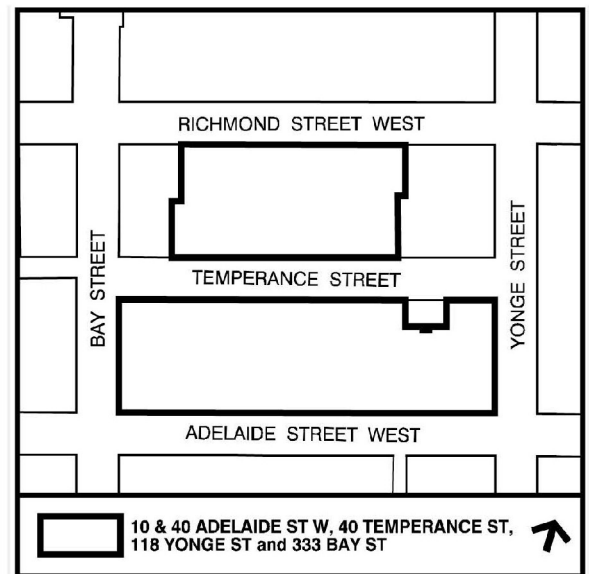 RICHMOND STREET WEST
BAY STREET
TEMPERANCE STREET
YONGE STREET
ADELAIDE STREET WEST
10 & 40 ADELAIDE ST W, 40 TEMPERANCE ST,
118 YONGE ST and 333 BAY ST